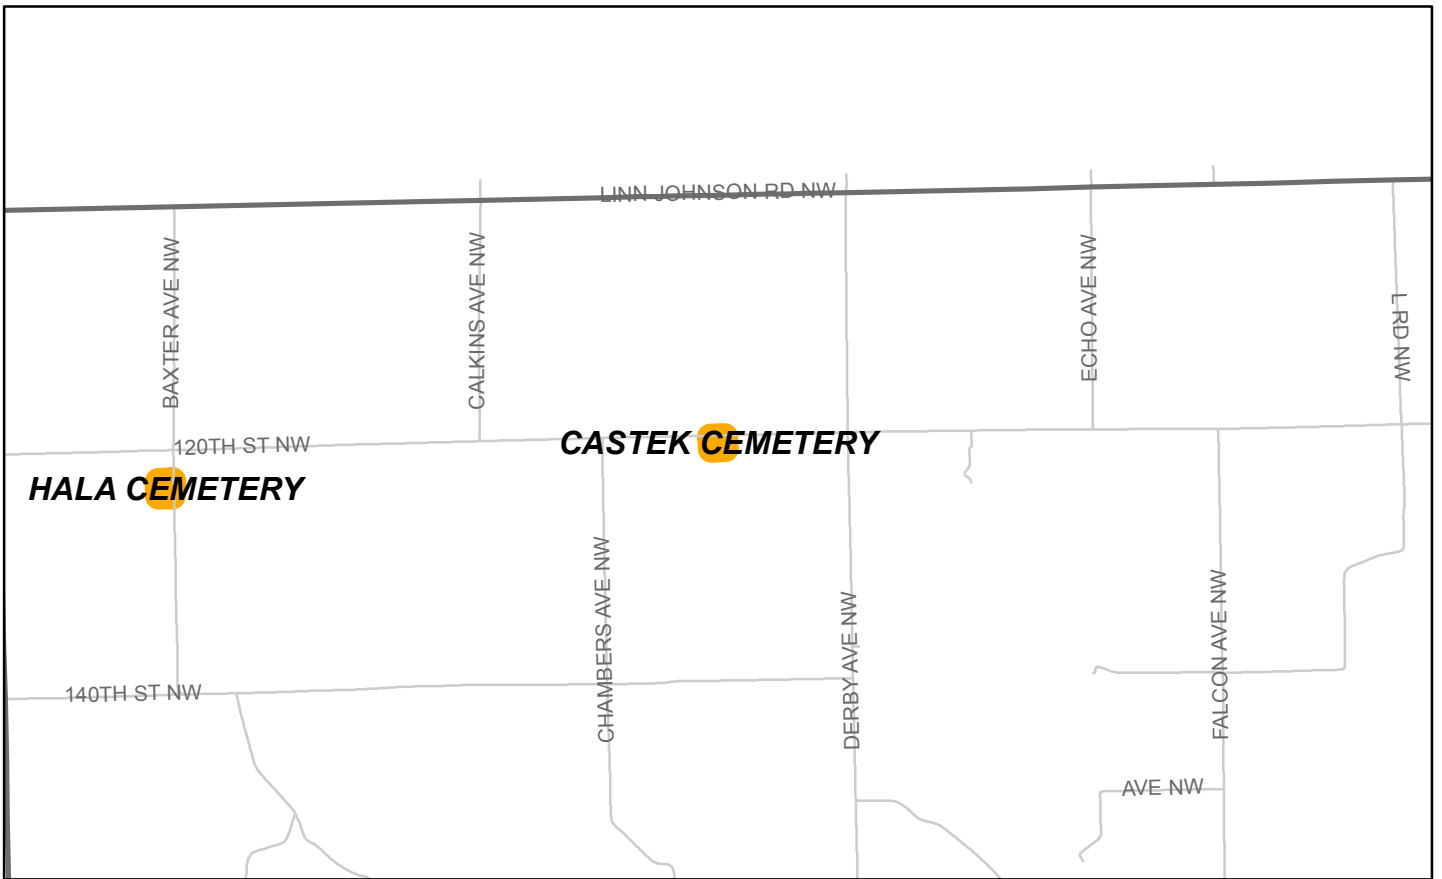 LINN JOHNSON RD NW
BAXTER AVE NW
CALKINS AVE NW
ECHO AVE NW
L RD NW
120TH ST NW
CASTEK CEMETERY
HALA CEMETERY
CHAMBERS AVE NW
DERBY AVE NW
FALCON AVE NW
140TH ST NW
AVE NW